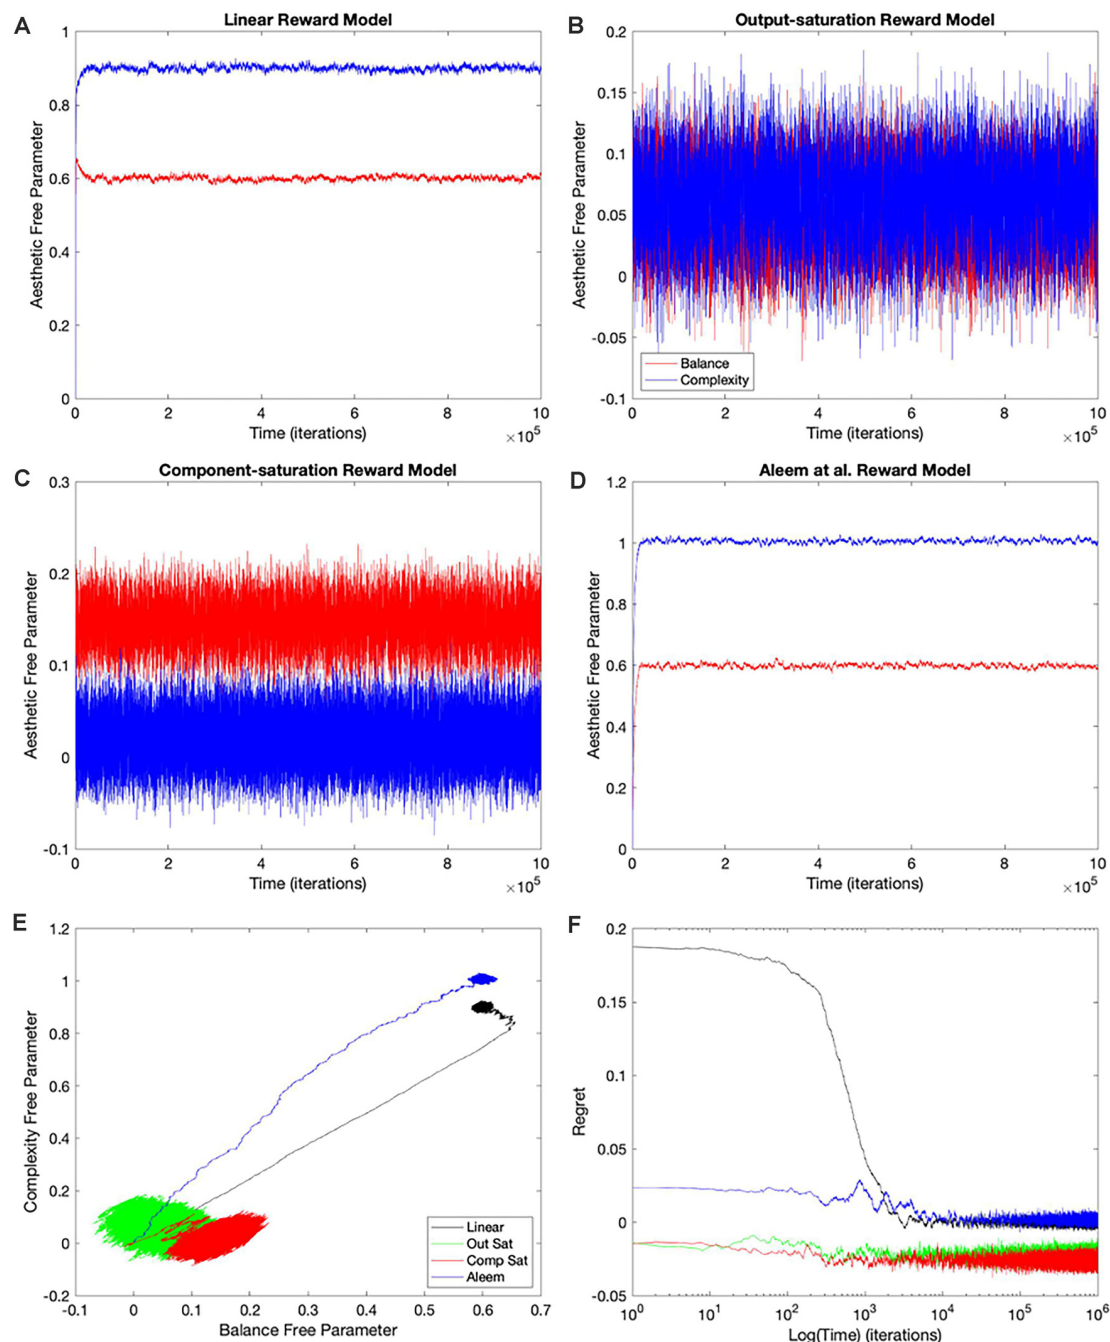 A
Linear Reward Model
1
0.8
0.6
0.4
0.2
0
Aesthetic Free Parameter
0 2 4 6 8 10
Time (iterations)
×10^5
B
Output-saturation Reward Model
0.2
0.15
0.1
0.05
0
-0.05
-0.1
Aesthetic Free Parameter
Balance
Complexity
0 2 4 6 8 10
Time (iterations)
×10^5
C
Component-saturation Reward Model
0.3
0.2
0.1
0
-0.1
Aesthetic Free Parameter
0 2 4 6 8 10
Time (iterations)
×10^5
D
Aleem at al. Reward Model
1.2
1
0.8
0.6
0.4
0.2
0
Aesthetic Free Parameter
0 2 4 6 8 10
Time (iterations)
×10^5
E
1.2
1
0.8
0.6
0.4
0.2
0
-0.2
Complexity Free Parameter
Linear
Out Sat
Comp Sat
Aleem
-0.1 0 0.1 0.2 0.3 0.4 0.5 0.6 0.7
Balance Free Parameter
F
0.2
0.15
0.1
0.05
0
-0.05
Regret
10^0 10^1 10^2 10^3 10^4 10^5 10^6
Log(Time) (iterations)